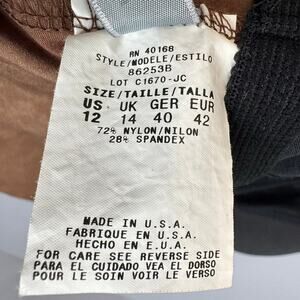 RN 40168
STYLE/MODELE/ESTILO
86253B
LOT C1670-JC
SIZE/TAILLE/TALLA
US UK GER EUR
12 14 40 42
72% NYLON/NILON
28% SPANDEX
MADE IN U.S.A.
FABRIQUE EN U.S.A.
HECHO EN E.U.A.
FOR CARE SEE REVERSE SIDE
PARA EL CUIDADO VEA EL DORSO
POUR LE SOIN VOIR LE VERSO